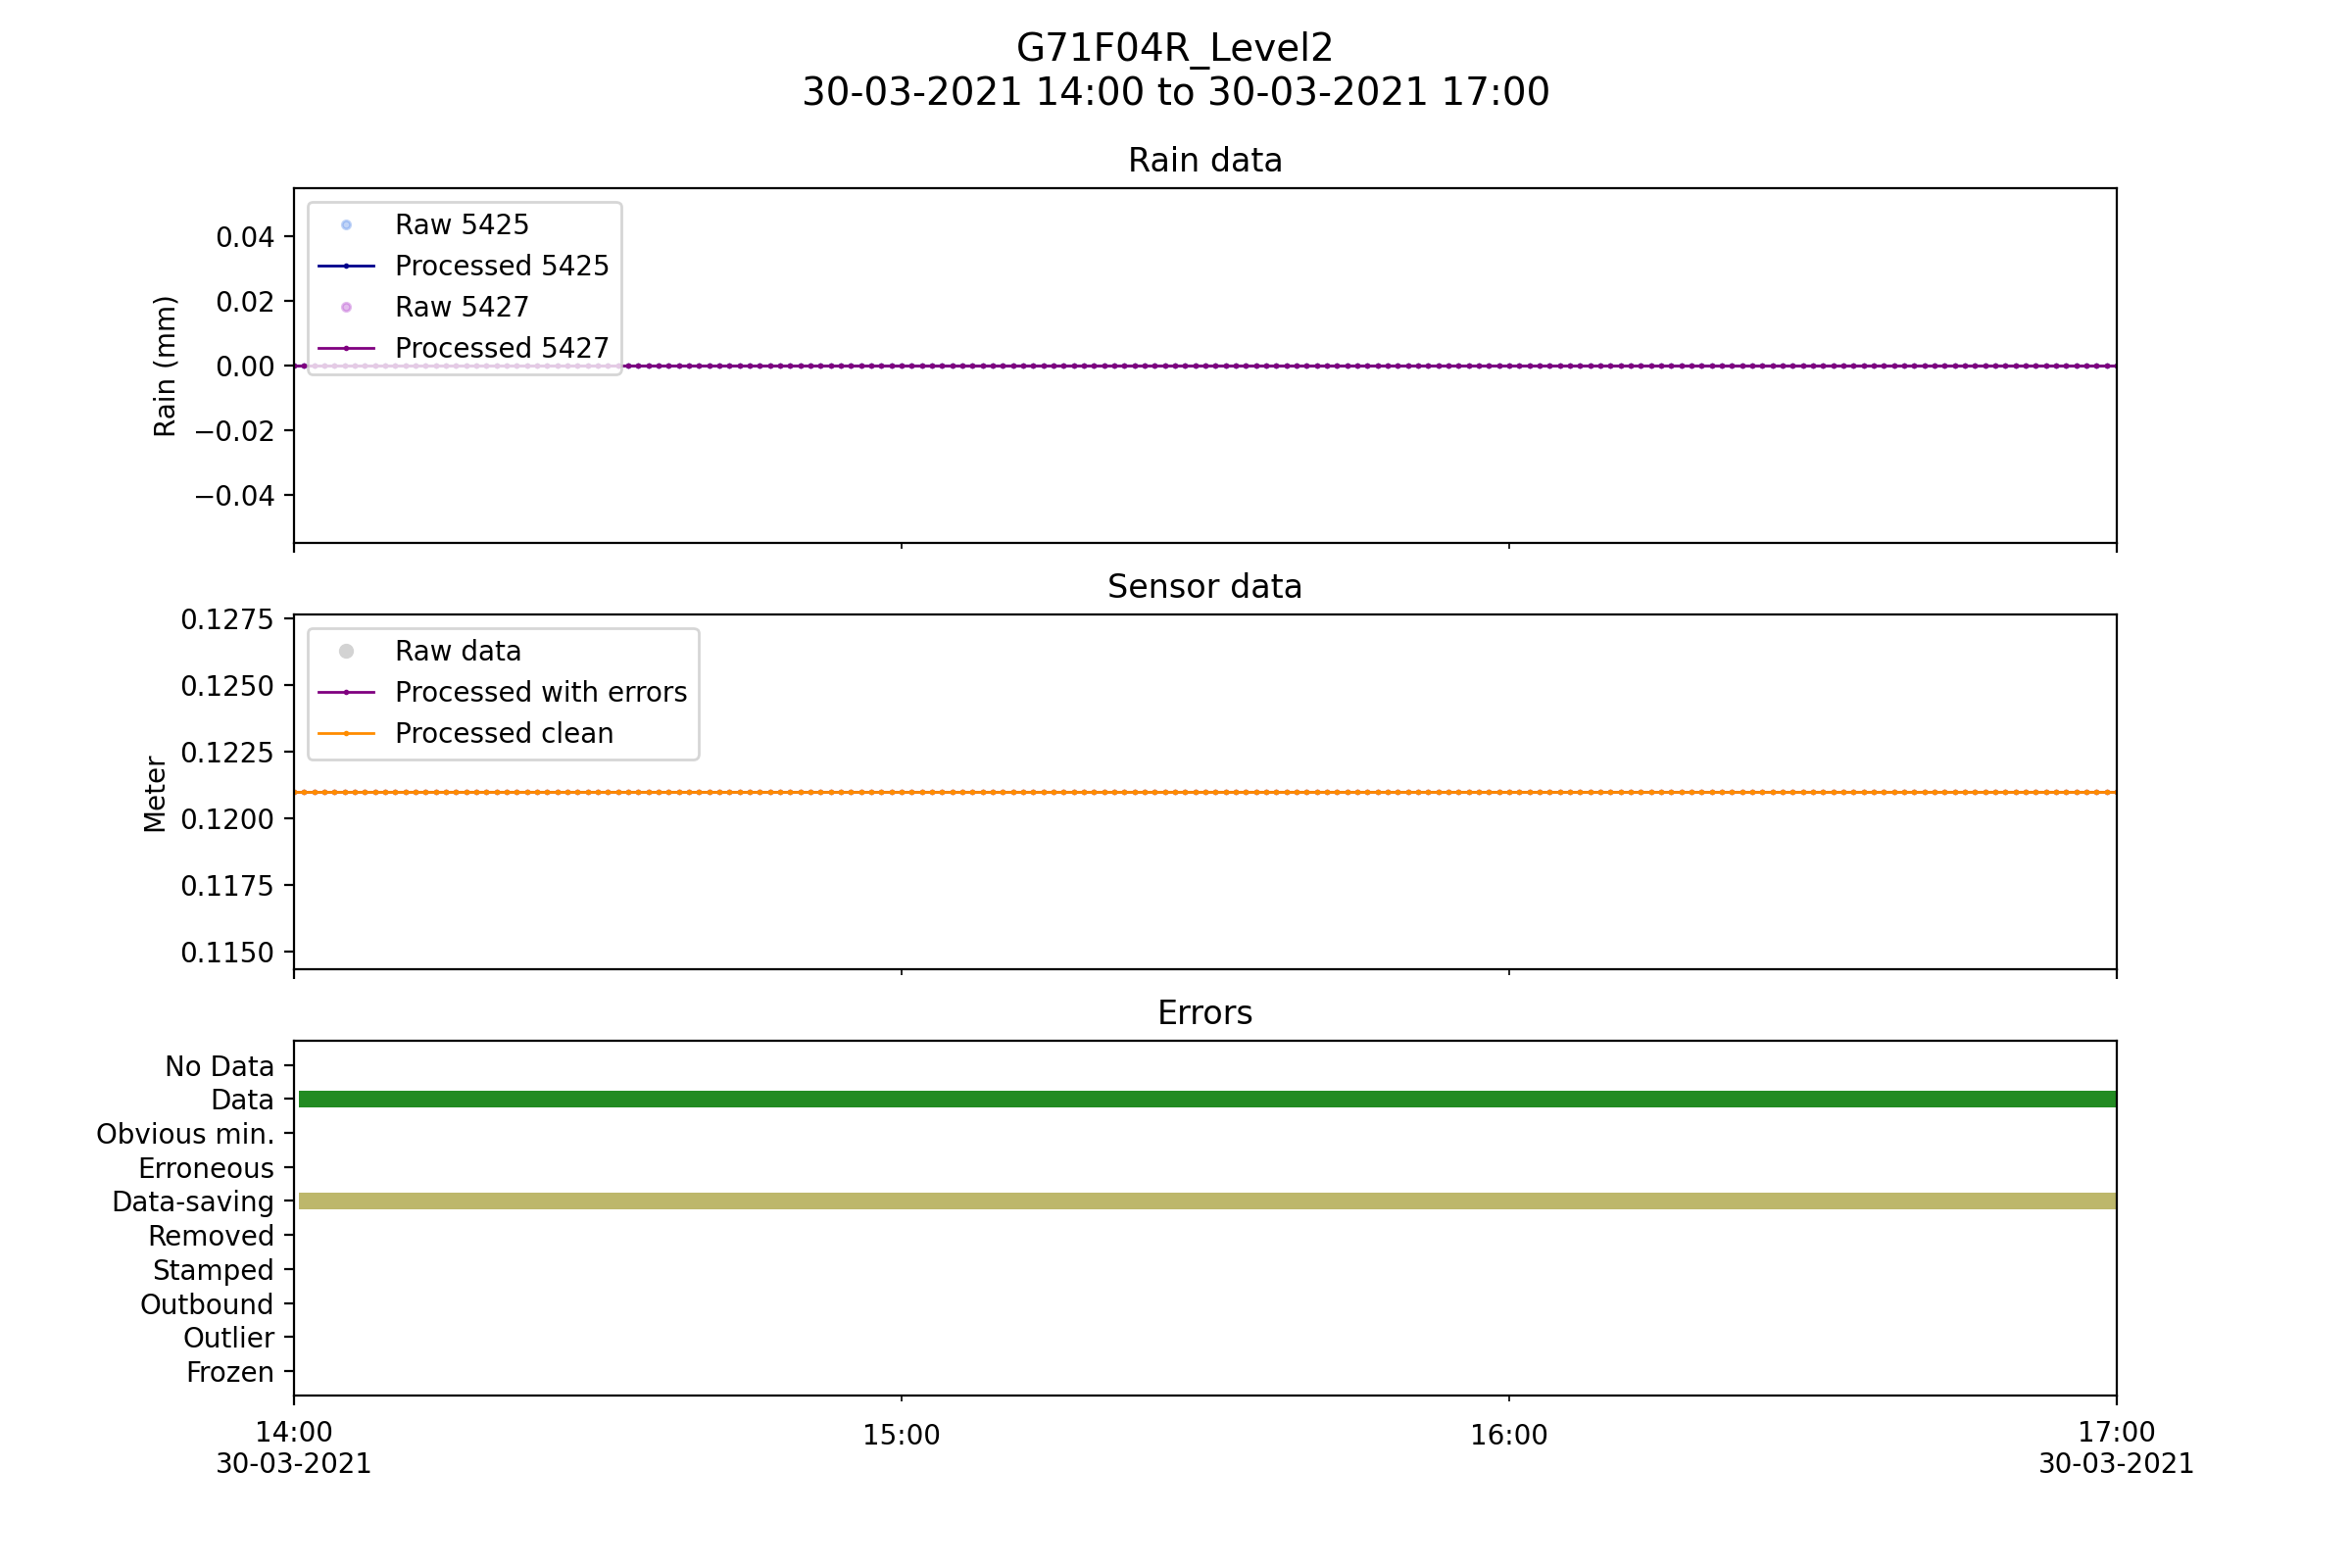 G71F04R_Level2
30-03-2021 14:00 to 30-03-2021 17:00
Rain data
Rain (mm)
0.04
0.02
0.00
−0.02
−0.04
Raw 5425
Processed 5425
Raw 5427
Processed 5427
Sensor data
Meter
0.1275
0.1250
0.1225
0.1200
0.1175
0.1150
Raw data
Processed with errors
Processed clean
Errors
No Data
Data
Obvious min.
Erroneous
Data-saving
Removed
Stamped
Outbound
Outlier
Frozen
14:00
30-03-2021
15:00
16:00
17:00
30-03-2021